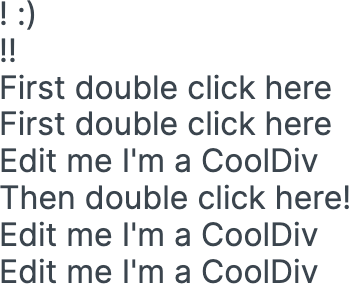 ! :)
!!
First double click here
First double click here
Edit me I'm a CoolDiv
Then double click here!
Edit me I'm a CoolDiv
Edit me I'm a CoolDiv